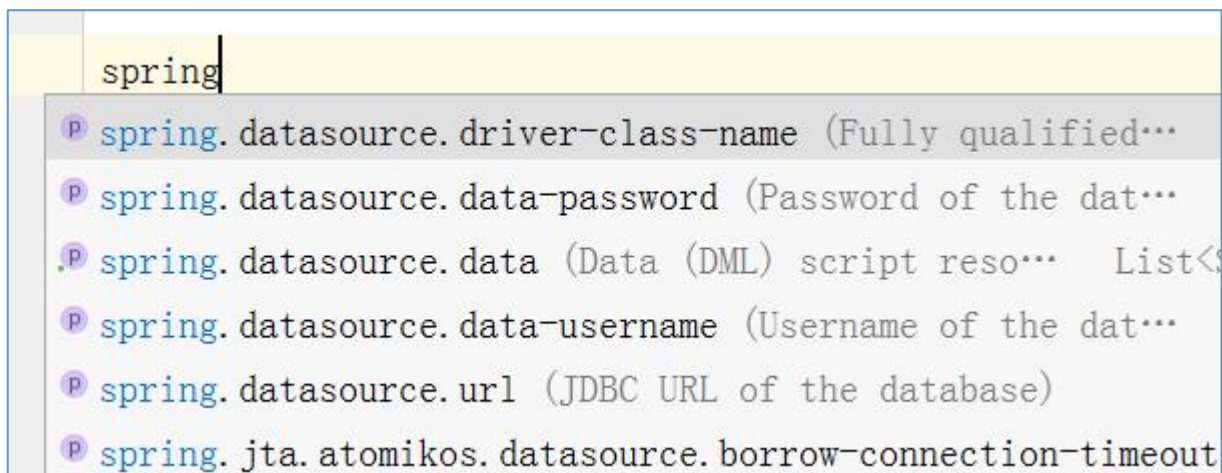 spring
spring.datasource.driver-class-name (Fully qualified…
spring.datasource.data-password (Password of the dat…
spring.datasource.data (Data (DML) script reso… List<S
spring.datasource.data-username (Username of the dat…
spring.datasource.url (JDBC URL of the database)
spring.jta.atomikos.datasource.borrow-connection-timeout